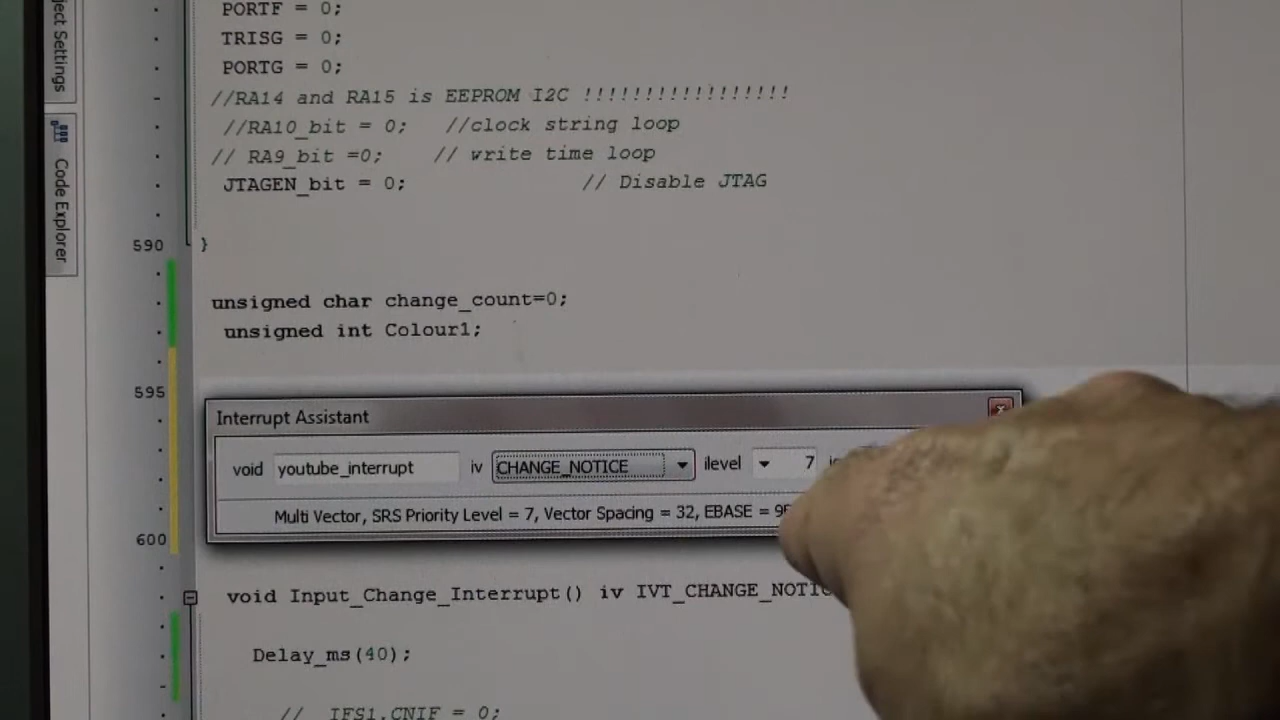 ject Settings
Code Explorer
PORTF = 0;
TRISG = 0;
PORTG = 0;
//RA14 and RA15 is EEPROM I2C !!!!!!!!!!!!!!!!!
//RA10_bit = 0; //clock string loop
// RA9_bit =0; // write time loop
JTAGEN_bit = 0; // Disable JTAG
590 }
unsigned char change_count=0;
unsigned int Colour1;
595
Interrupt Assistant
void youtube_interrupt iv CHANGE_NOTICE ilevel 7
Multi Vector, SRS Priority Level = 7, Vector Spacing = 32, EBASE =
600
void Input_Change_Interrupt() iv IVT_CHANGE_NOTIC
Delay_ms(40);
// IFS1.CNIF = 0;